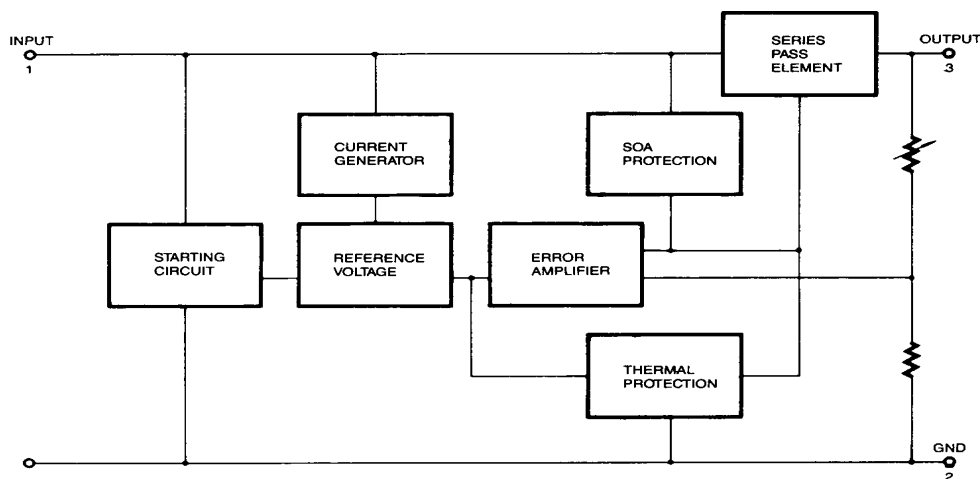 INPUT
1
SERIES
PASS
ELEMENT
OUTPUT
3
CURRENT
GENERATOR
SOA
PROTECTION
STARTING
CIRCUIT
REFERENCE
VOLTAGE
ERROR
AMPLIFIER
THERMAL
PROTECTION
GND
2